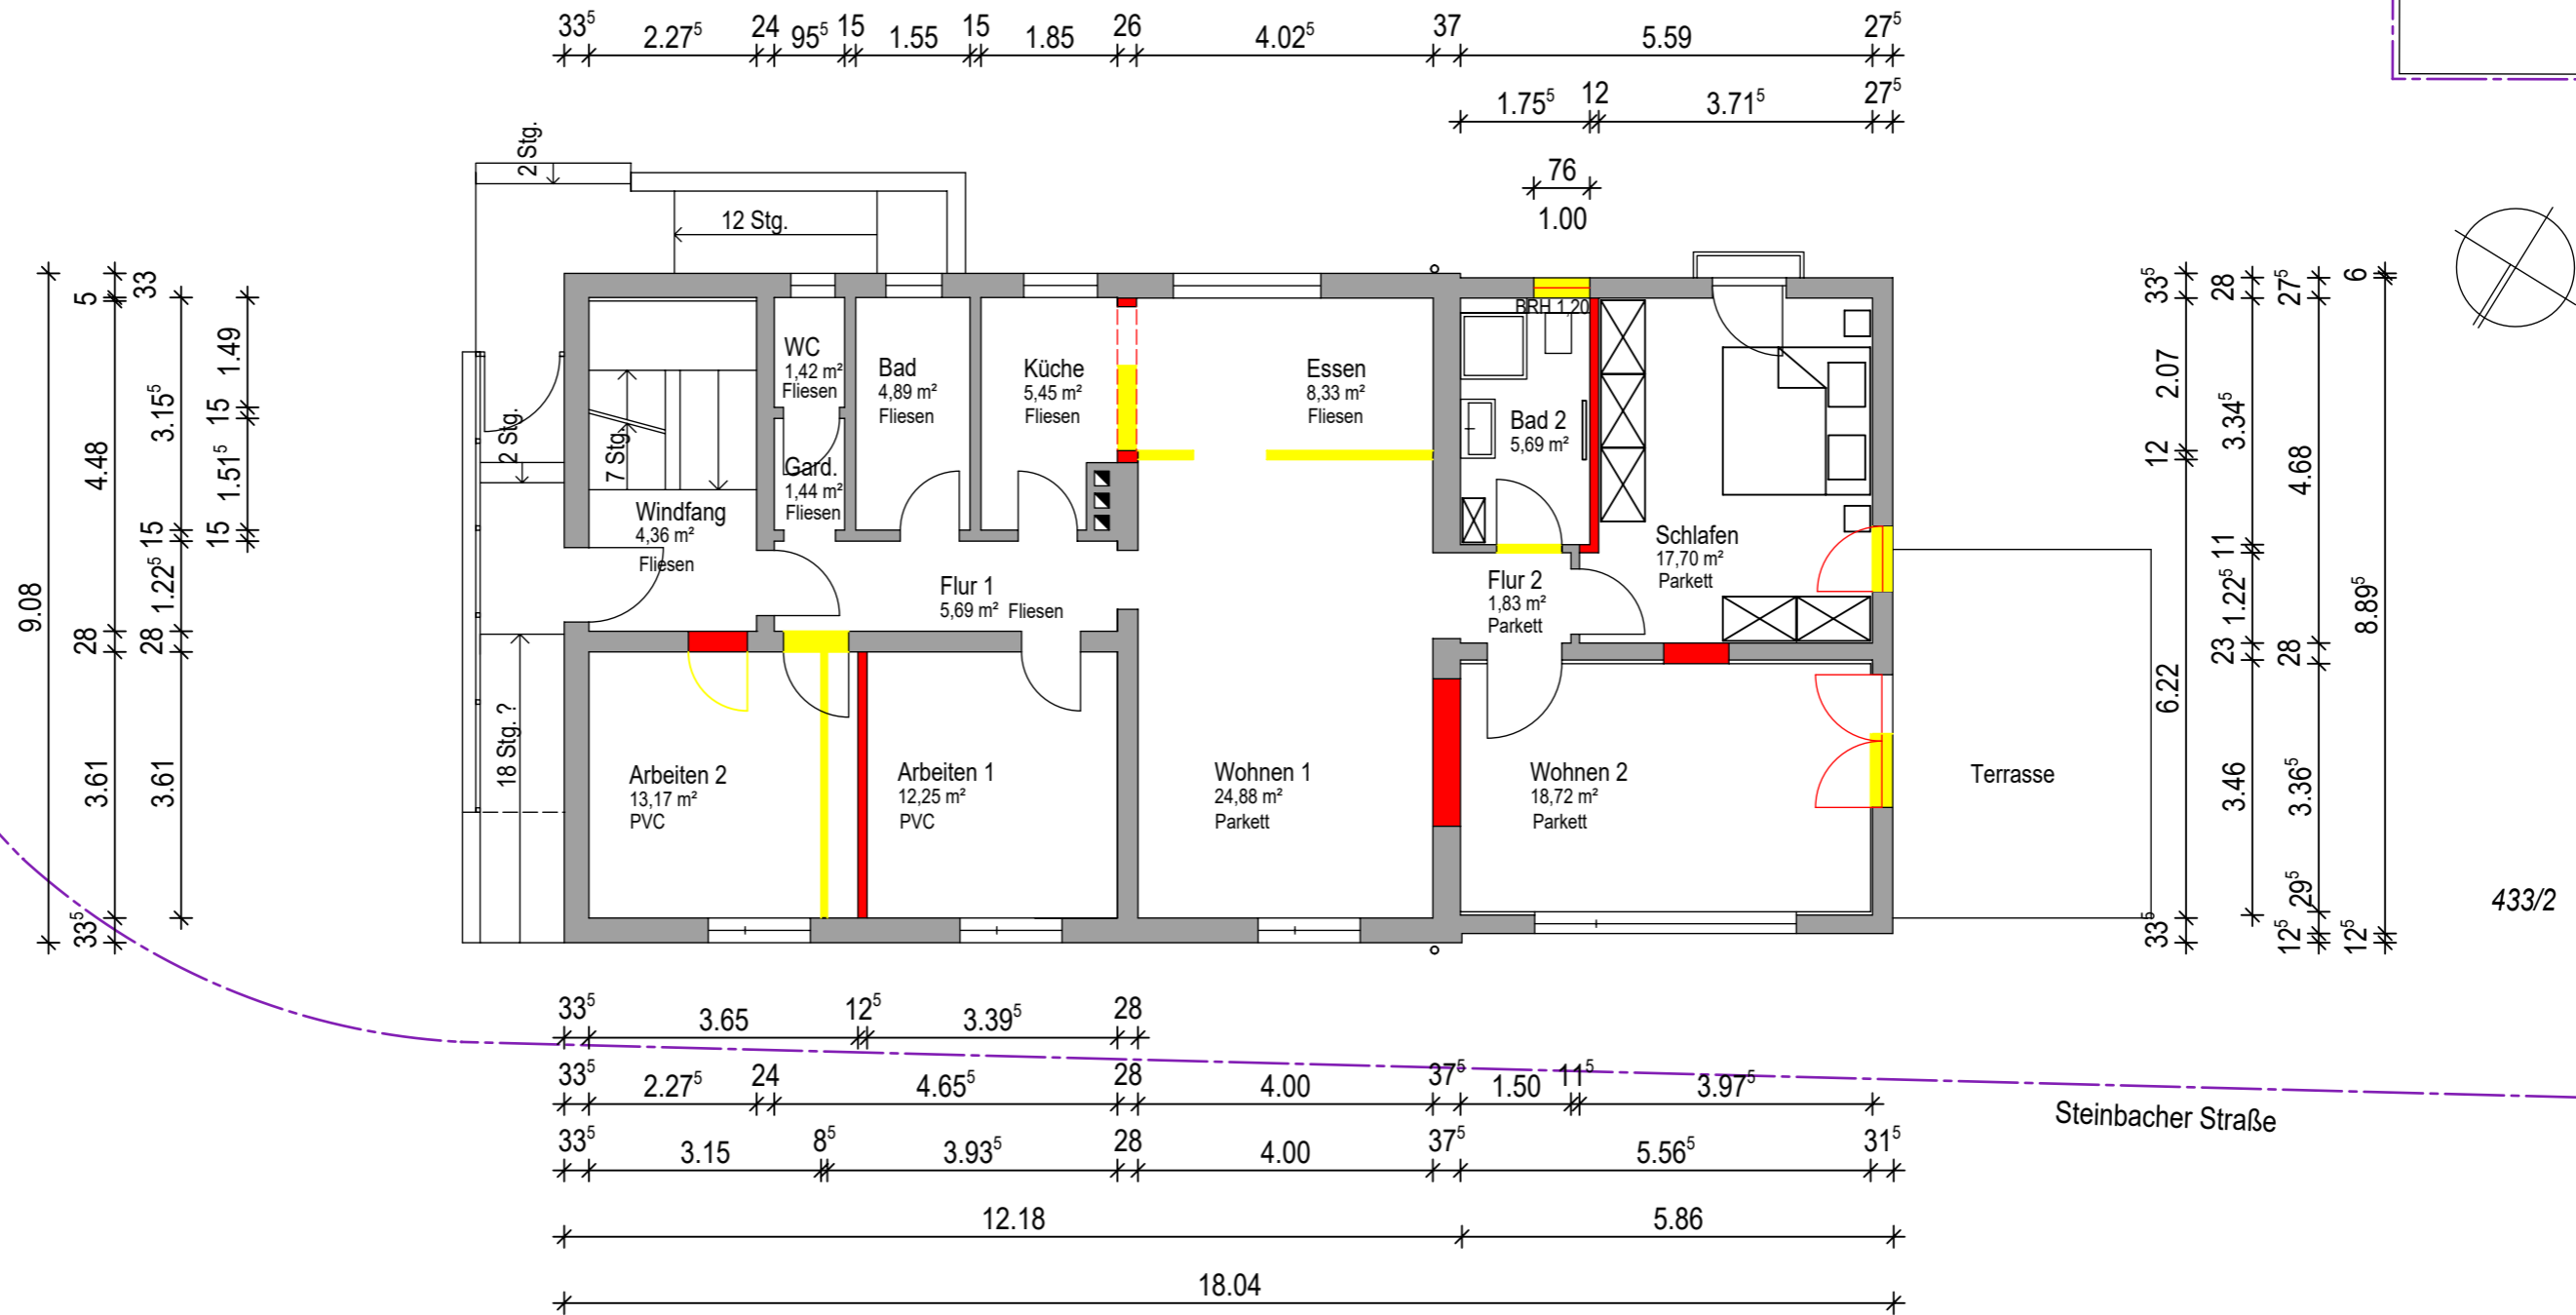 33⁵ 2.27⁵ 24 95⁵ 15 1.55 15 1.85 26 4.02⁵ 37 5.59 27⁵
1.75⁵ 12 3.71⁵ 27⁵
76
1.00
2 Stg.
12 Stg.
BRH 1,20
WC
1,42 m²
Fliesen
Bad
4,89 m²
Fliesen
Küche
5,45 m²
Fliesen
Essen
8,33 m²
Fliesen
Bad 2
5,69 m²
2 Stg.
7 Stg.
Gard.
1,44 m²
Fliesen
Windfang
4,36 m²
Fliesen
Schlafen
17,70 m²
Parkett
Flur 1
5,69 m² Fliesen
Flur 2
1,83 m²
Parkett
18 Stg. ?
Arbeiten 2
13,17 m²
PVC
Arbeiten 1
12,25 m²
PVC
Wohnen 1
24,88 m²
Parkett
Wohnen 2
18,72 m²
Parkett
Terrasse
9.08
5 4.48 28 3.61 33⁵
33 3.15⁵ 15 1.22⁵ 28 3.61
1.49 15 1.51⁵ 15
33⁵ 2.07 12 6.22 33⁵
28 3.34⁵ 11 1.22⁵ 23 3.46
27⁵ 4.68 28 3.36⁵ 29⁵ 12⁵
6 8.89⁵ 12⁵
433/2
33⁵ 3.65 12⁵ 3.39⁵ 28
33⁵ 2.27⁵ 24 4.65⁵ 28 4.00 37⁵ 1.50 11⁵ 3.97⁵
Steinbacher Straße
33⁵ 3.15 8⁵ 3.93⁵ 28 4.00 37⁵ 5.56⁵ 31⁵
12.18 5.86
18.04